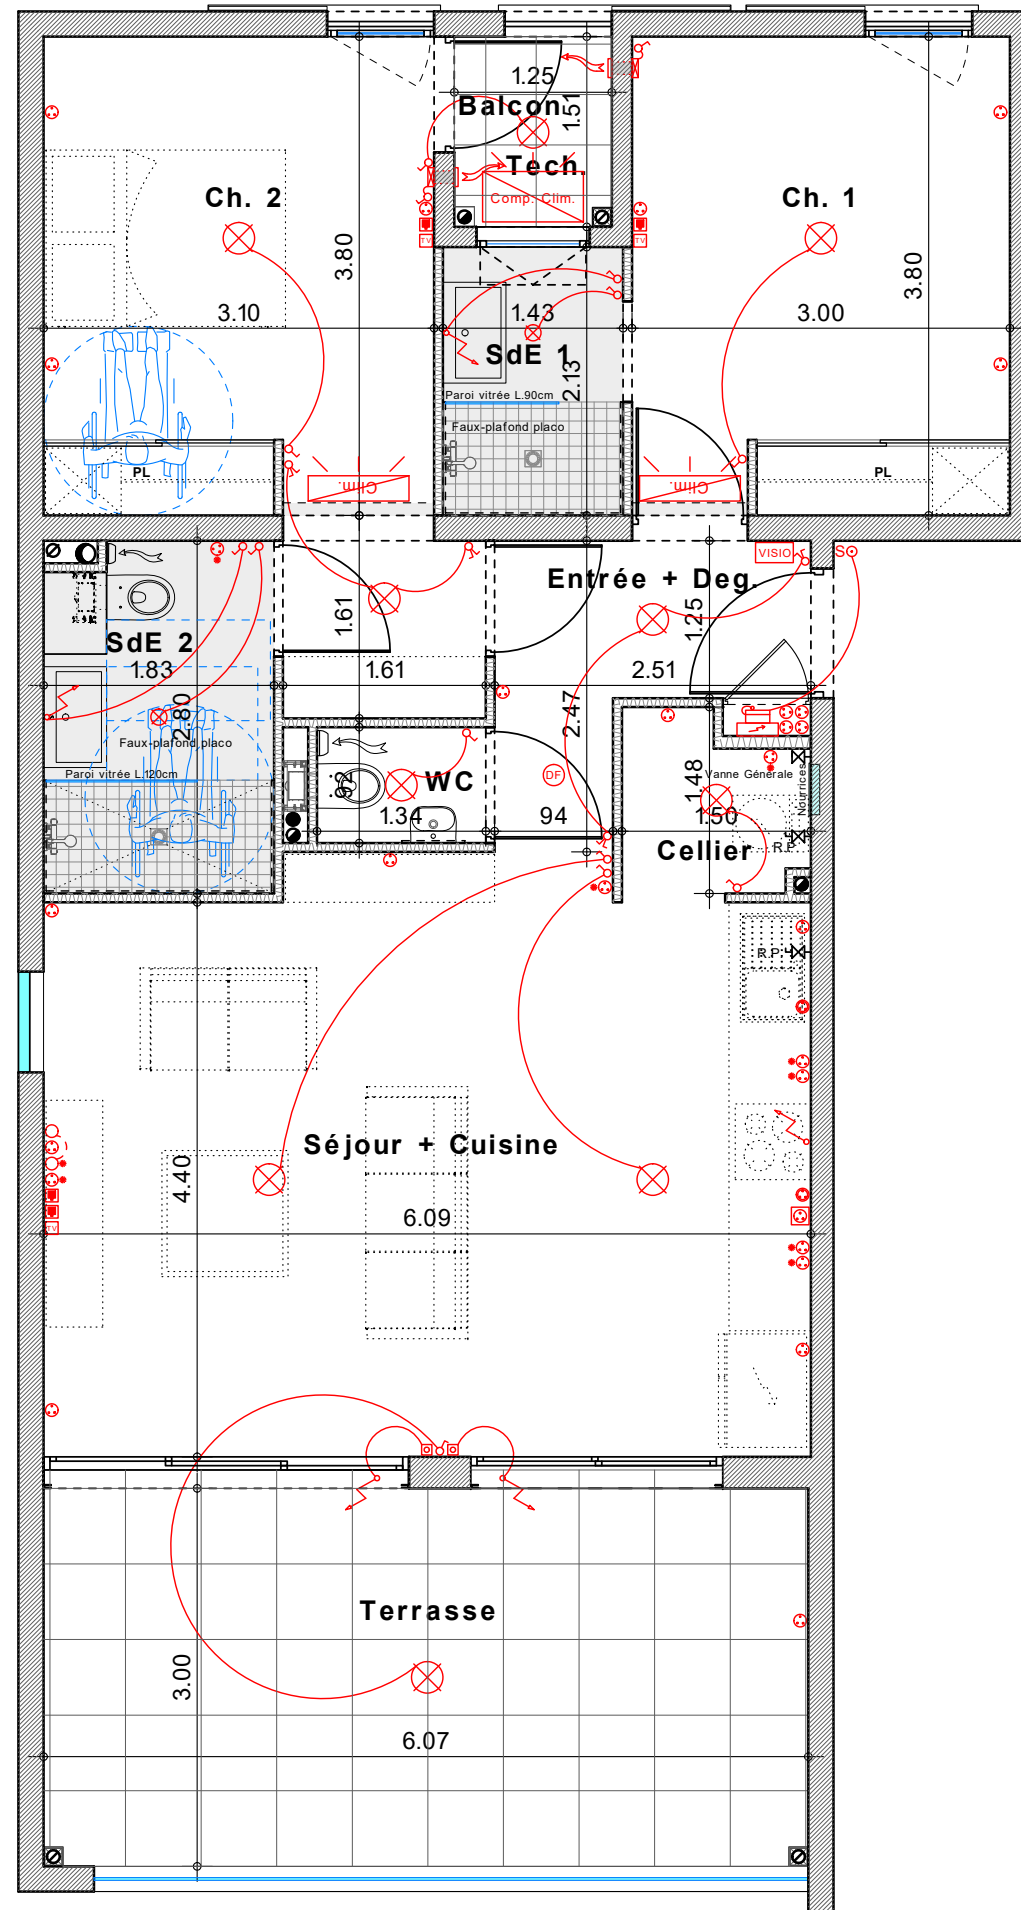 1.25
Balcon
1.51
Tech.
Comp. Clim.
Ch. 2
Ch. 1
TV
TV
3.80
3.80
3.10
1.43
3.00
SdE 1
2.13
Paroi vitrée L.90cm
Faux-plafond placo
PL
PL
Clim.
Clim.
VISIO
S
Entrée + Deg.
1.61
1.25
SdE 2
1.83
1.61
2.51
2.80
2.47
Faux-plafond placo
Paroi vitrée L.120cm
DF
Vanne Générale
Nourrices
1.48
WC
92
1.34
94
1.50
Cellier
R.P.
R.P.
Séjour + Cuisine
4.40
6.09
TV
Terrasse
3.00
6.07